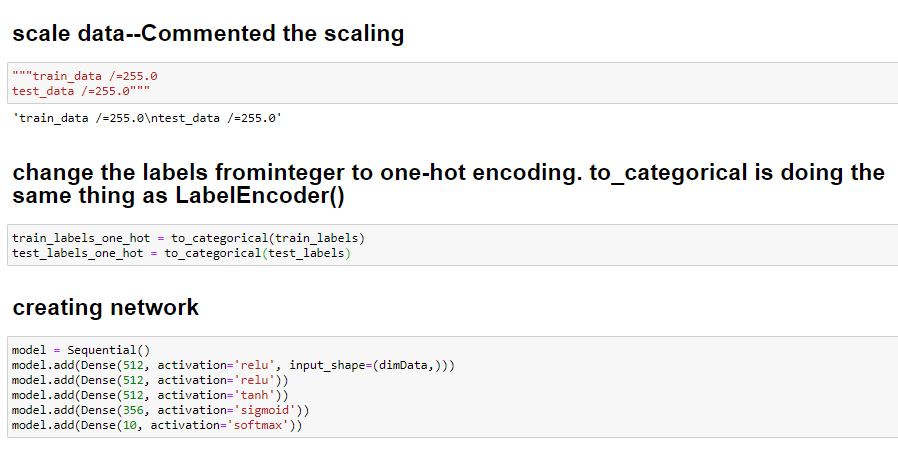 scale data--Commented the scaling
"""train_data /=255.0
test_data /=255.0"""
'train_data /=255.0\ntest_data /=255.0'
change the labels frominteger to one-hot encoding. to_categorical is doing the
same thing as LabelEncoder()
train_labels_one_hot = to_categorical(train_labels)
test_labels_one_hot = to_categorical(test_labels)
creating network
model = Sequential()
model.add(Dense(512, activation='relu', input_shape=(dimData,)))
model.add(Dense(512, activation='relu'))
model.add(Dense(512, activation='tanh'))
model.add(Dense(356, activation='sigmoid'))
model.add(Dense(10, activation='softmax'))